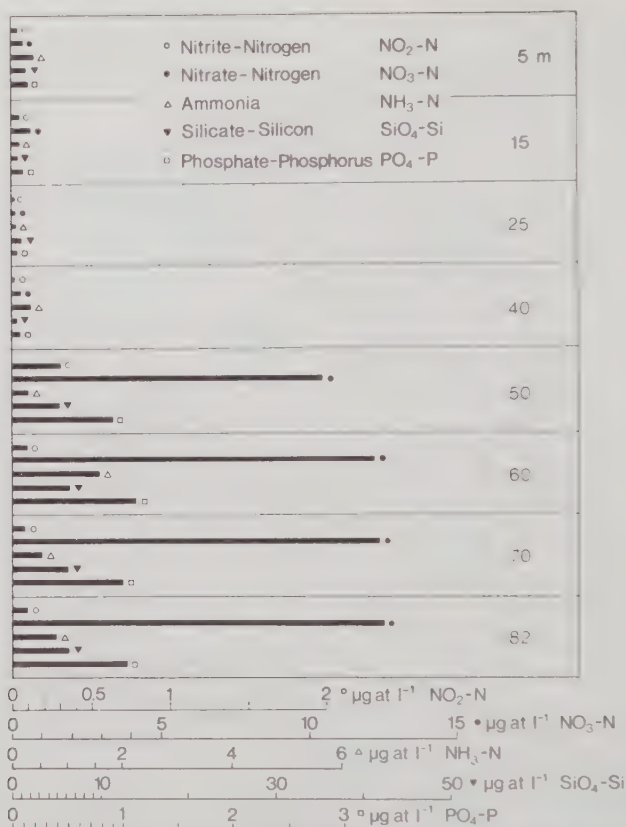 ○ Nitrite-Nitrogen NO₂-N 5 m
• Nitrate-Nitrogen NO₃-N
△ Ammonia NH₃-N
▼ Silicate-Silicon SiO₄-Si 15
□ Phosphate-Phosphorus PO₄-P
25
40
50
60
70
82
0 0.5 1 2 ○ µg at l⁻¹ NO₂-N
0 5 10 15 • µg at l⁻¹ NO₃-N
0 2 4 6 △ µg at l⁻¹ NH₃-N
0 10 30 50 ▼ µg at l⁻¹ SiO₄-Si
0 1 2 3 □ µg at l⁻¹ PO₄-P